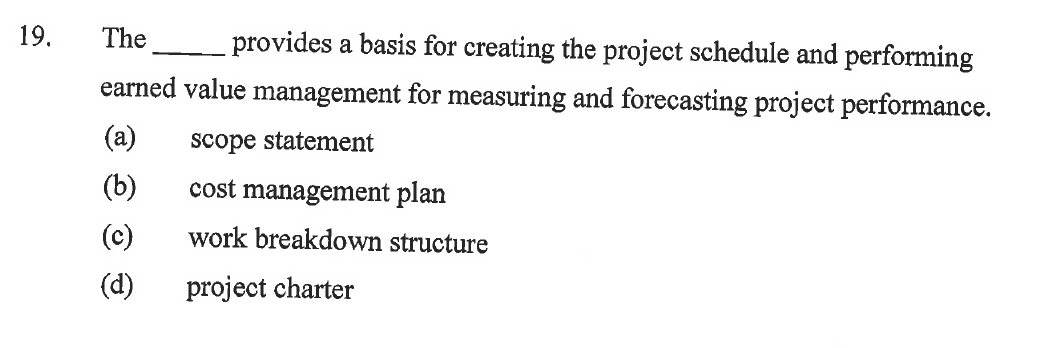 19. The _____ provides a basis for creating the project schedule and performing
earned value management for measuring and forecasting project performance.
(a) scope statement
(b) cost management plan
(c) work breakdown structure
(d) project charter